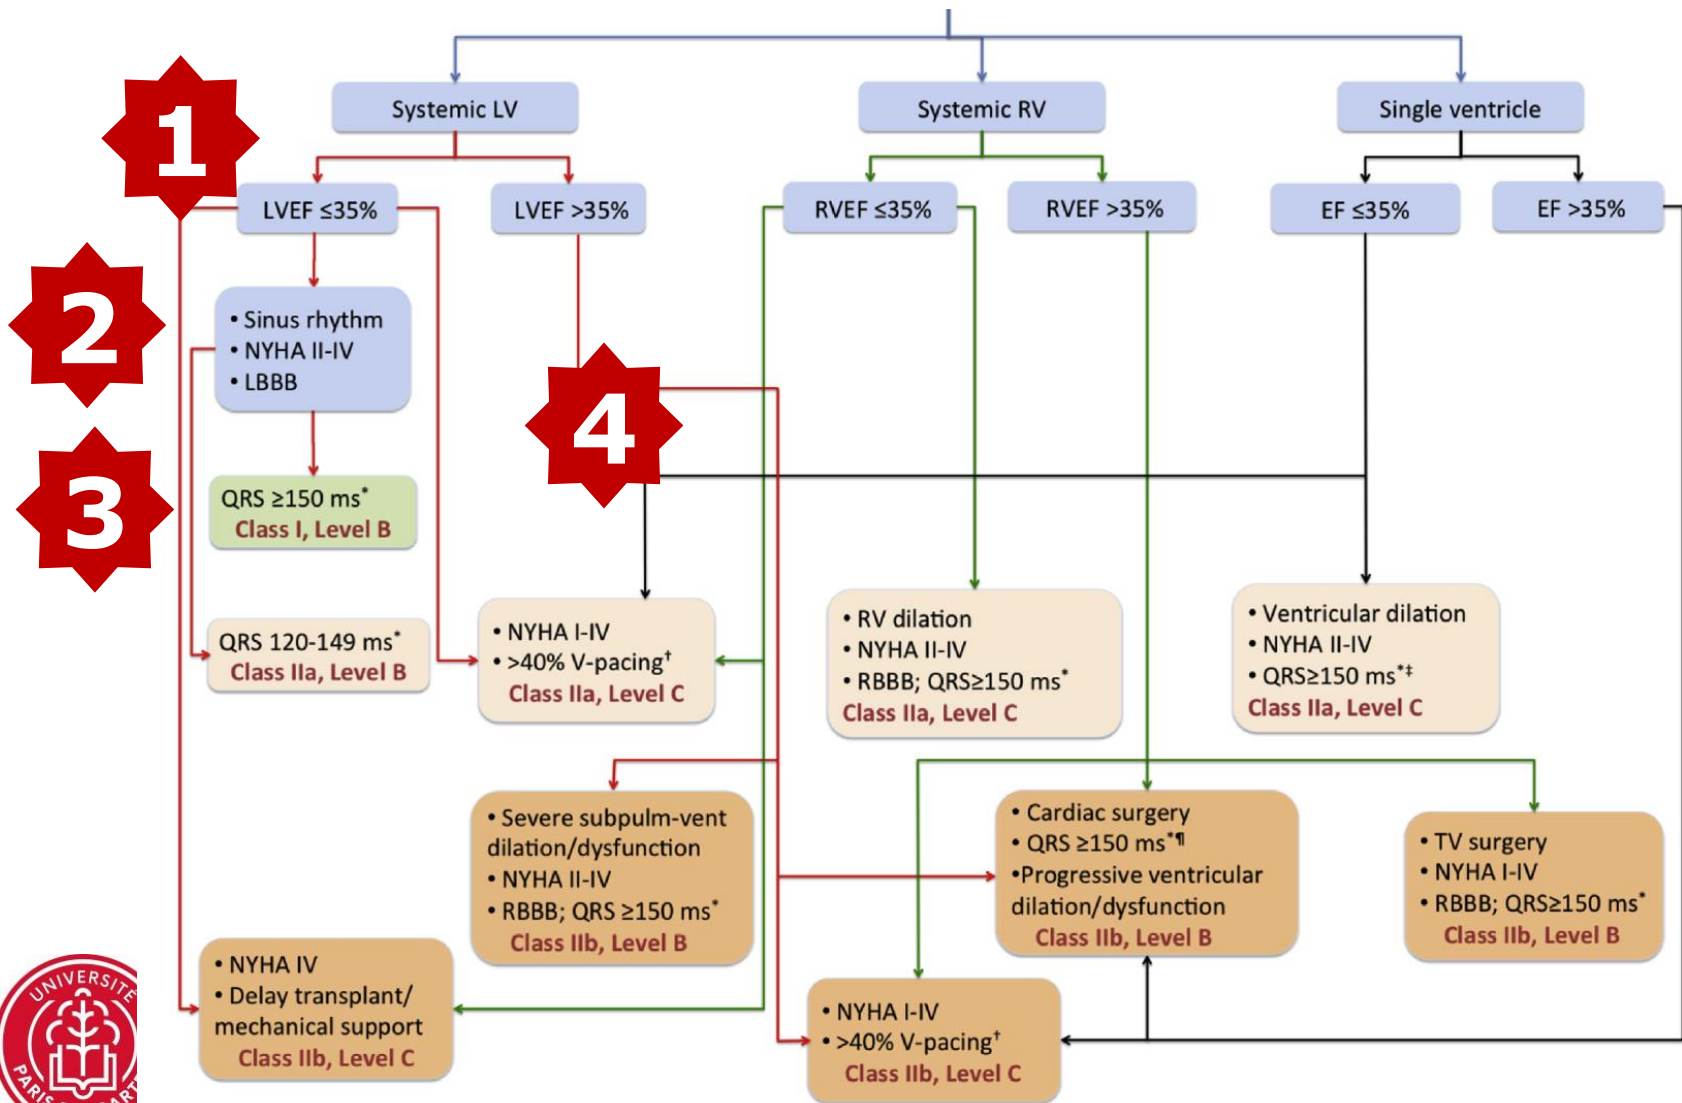 Systemic LV
Systemic RV
Single ventricle
1
LVEF ≤35%
LVEF >35%
RVEF ≤35%
RVEF >35%
EF ≤35%
EF >35%
2
• Sinus rhythm
• NYHA II-IV
• LBBB
4
3
QRS ≥150 ms*
Class I, Level B
QRS 120-149 ms*
Class IIa, Level B
• NYHA I-IV
• >40% V-pacing†
Class IIa, Level C
• RV dilation
• NYHA II-IV
• RBBB; QRS≥150 ms*
Class IIa, Level C
• Ventricular dilation
• NYHA II-IV
• QRS≥150 ms*‡
Class IIa, Level C
• Severe subpulm-vent
dilation/dysfunction
• NYHA II-IV
• RBBB; QRS ≥150 ms*
Class IIb, Level B
• Cardiac surgery
• QRS ≥150 ms*¶
•Progressive ventricular
dilation/dysfunction
Class IIb, Level B
• TV surgery
• NYHA I-IV
• RBBB; QRS≥150 ms*
Class IIb, Level B
• NYHA IV
• Delay transplant/
mechanical support
Class IIb, Level C
• NYHA I-IV
• >40% V-pacing†
Class IIb, Level C
UNIVERSITÉ
PARIS